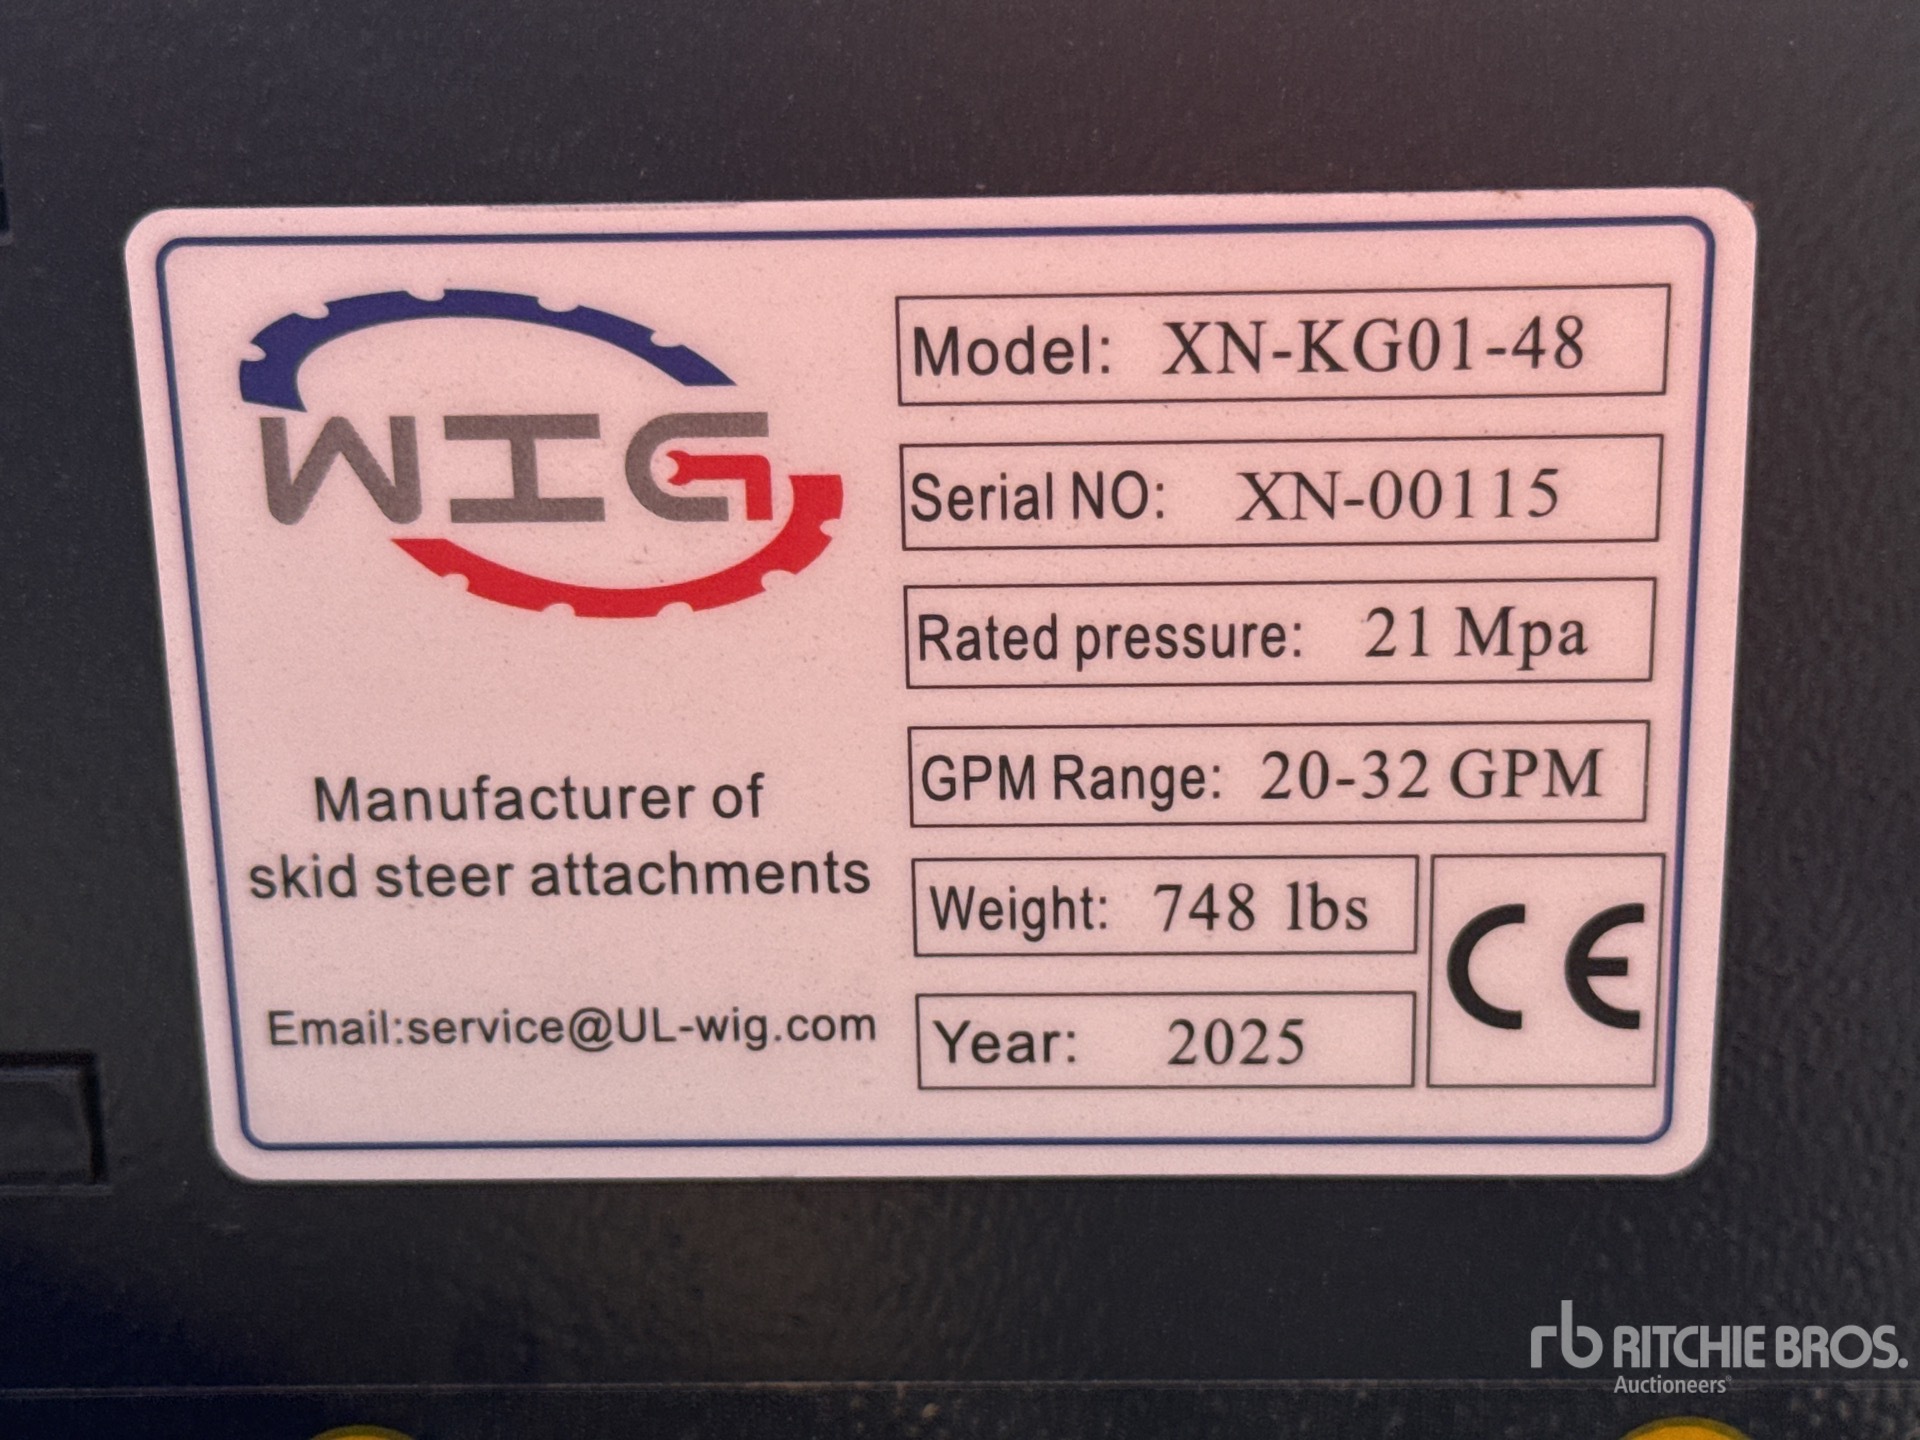 WIG
Manufacturer of
skid steer attachments
Email:service@UL-wig.com
Model: XN-KG01-48
Serial NO: XN-00115
Rated pressure: 21 Mpa
GPM Range: 20-32 GPM
Weight: 748 lbs
Year: 2025
CE
rb RITCHIE BROS.
Auctioneers